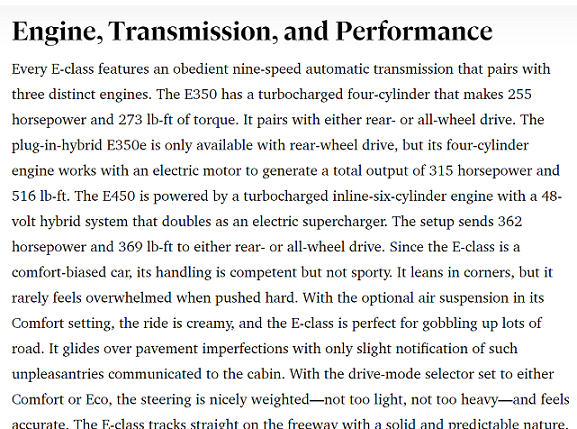 Engine, Transmission, and Performance
Every E-class features an obedient nine-speed automatic transmission that pairs with
three distinct engines. The E350 has a turbocharged four-cylinder that makes 255
horsepower and 273 lb-ft of torque. It pairs with either rear- or all-wheel drive. The
plug-in-hybrid E350e is only available with rear-wheel drive, but its four-cylinder
engine works with an electric motor to generate a total output of 315 horsepower and
516 lb-ft. The E450 is powered by a turbocharged inline-six-cylinder engine with a 48-
volt hybrid system that doubles as an electric supercharger. The setup sends 362
horsepower and 369 lb-ft to either rear- or all-wheel drive. Since the E-class is a
comfort-biased car, its handling is competent but not sporty. It leans in corners, but it
rarely feels overwhelmed when pushed hard. With the optional air suspension in its
Comfort setting, the ride is creamy, and the E-class is perfect for gobbling up lots of
road. It glides over pavement imperfections with only slight notification of such
unpleasantries communicated to the cabin. With the drive-mode selector set to either
Comfort or Eco, the steering is nicely weighted—not too light, not too heavy—and feels
accurate. The E-class tracks straight on the freeway with a solid and predictable nature.